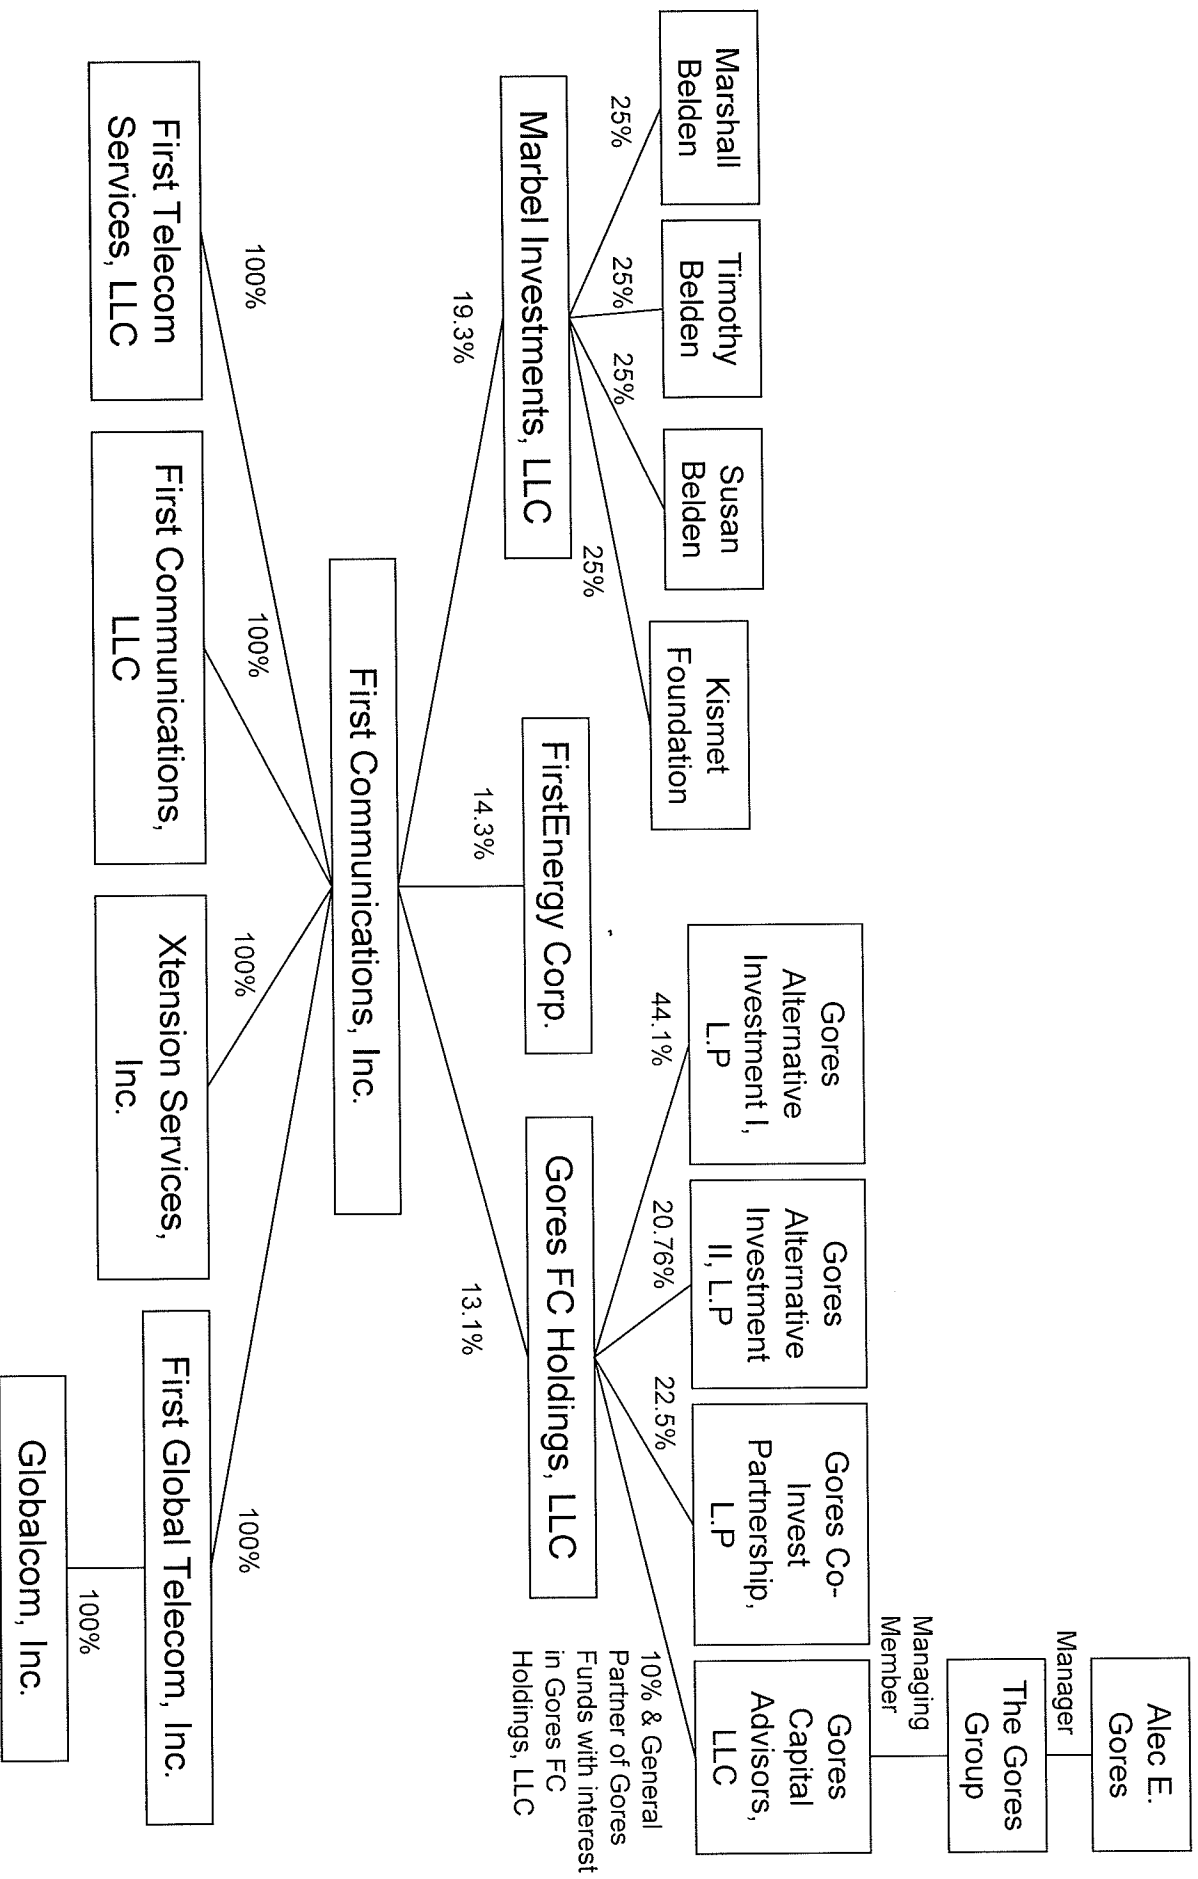 Alec E.
Gores
Manager
The Gores
Group
Managing
Member
Marshall
Belden
Timothy
Belden
Susan
Belden
Kismet
Foundation
Gores
Alternative
Investment I,
L.P
Gores
Alternative
Investment
II, L.P
Gores Co-
Invest
Partnership,
L.P
Gores
Capital
Advisors,
LLC
25%
25%
25%
25%
44.1%
20.76%
22.5%
10% & General
Partner of Gores
Funds with interest
in Gores FC
Holdings, LLC
Marbel Investments, LLC
FirstEnergy Corp.
Gores FC Holdings, LLC
19.3%
14.3%
13.1%
First Communications, Inc.
100%
100%
100%
100%
First Telecom
Services, LLC
First Communications,
LLC
Xtension Services,
Inc.
First Global Telecom, Inc.
100%
Globalcom, Inc.